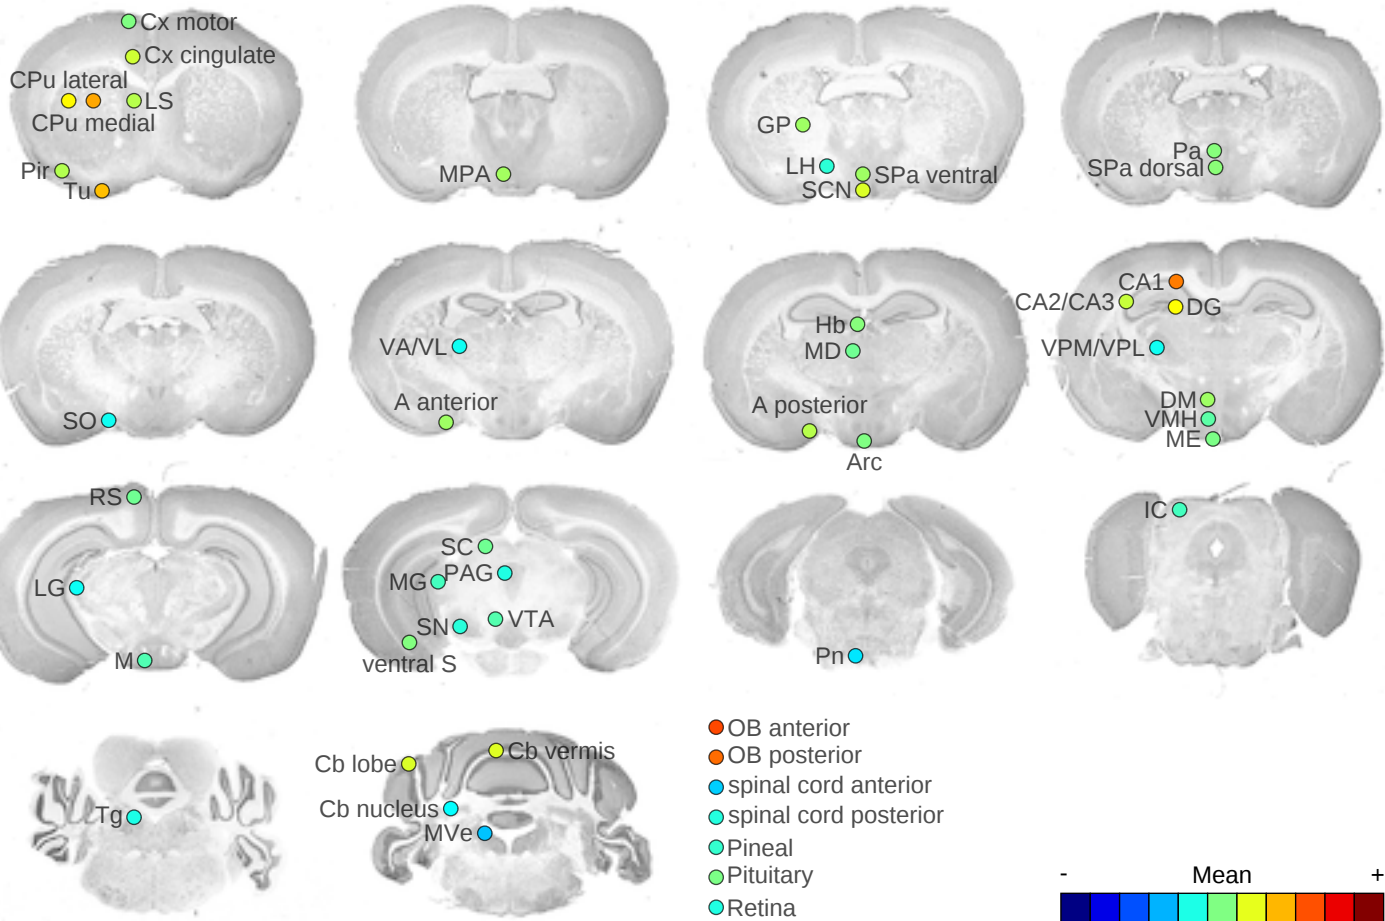 Cx motor
Cx cingulate
CPu lateral
LS
CPu medial
Pir
Tu
MPA
GP
LH
SPa ventral
SCN
Pa
SPa dorsal
SO
VA/VL
A anterior
Hb
MD
A posterior
Arc
CA1
CA2/CA3
DG
VPM/VPL
DM
VMH
ME
RS
LG
M
SC
MG
PAG
SN
VTA
ventral S
Pn
IC
Tg
Cb lobe
Cb vermis
Cb nucleus
MVe
OB anterior
OB posterior
spinal cord anterior
spinal cord posterior
Pineal
Pituitary
Retina
- Mean +